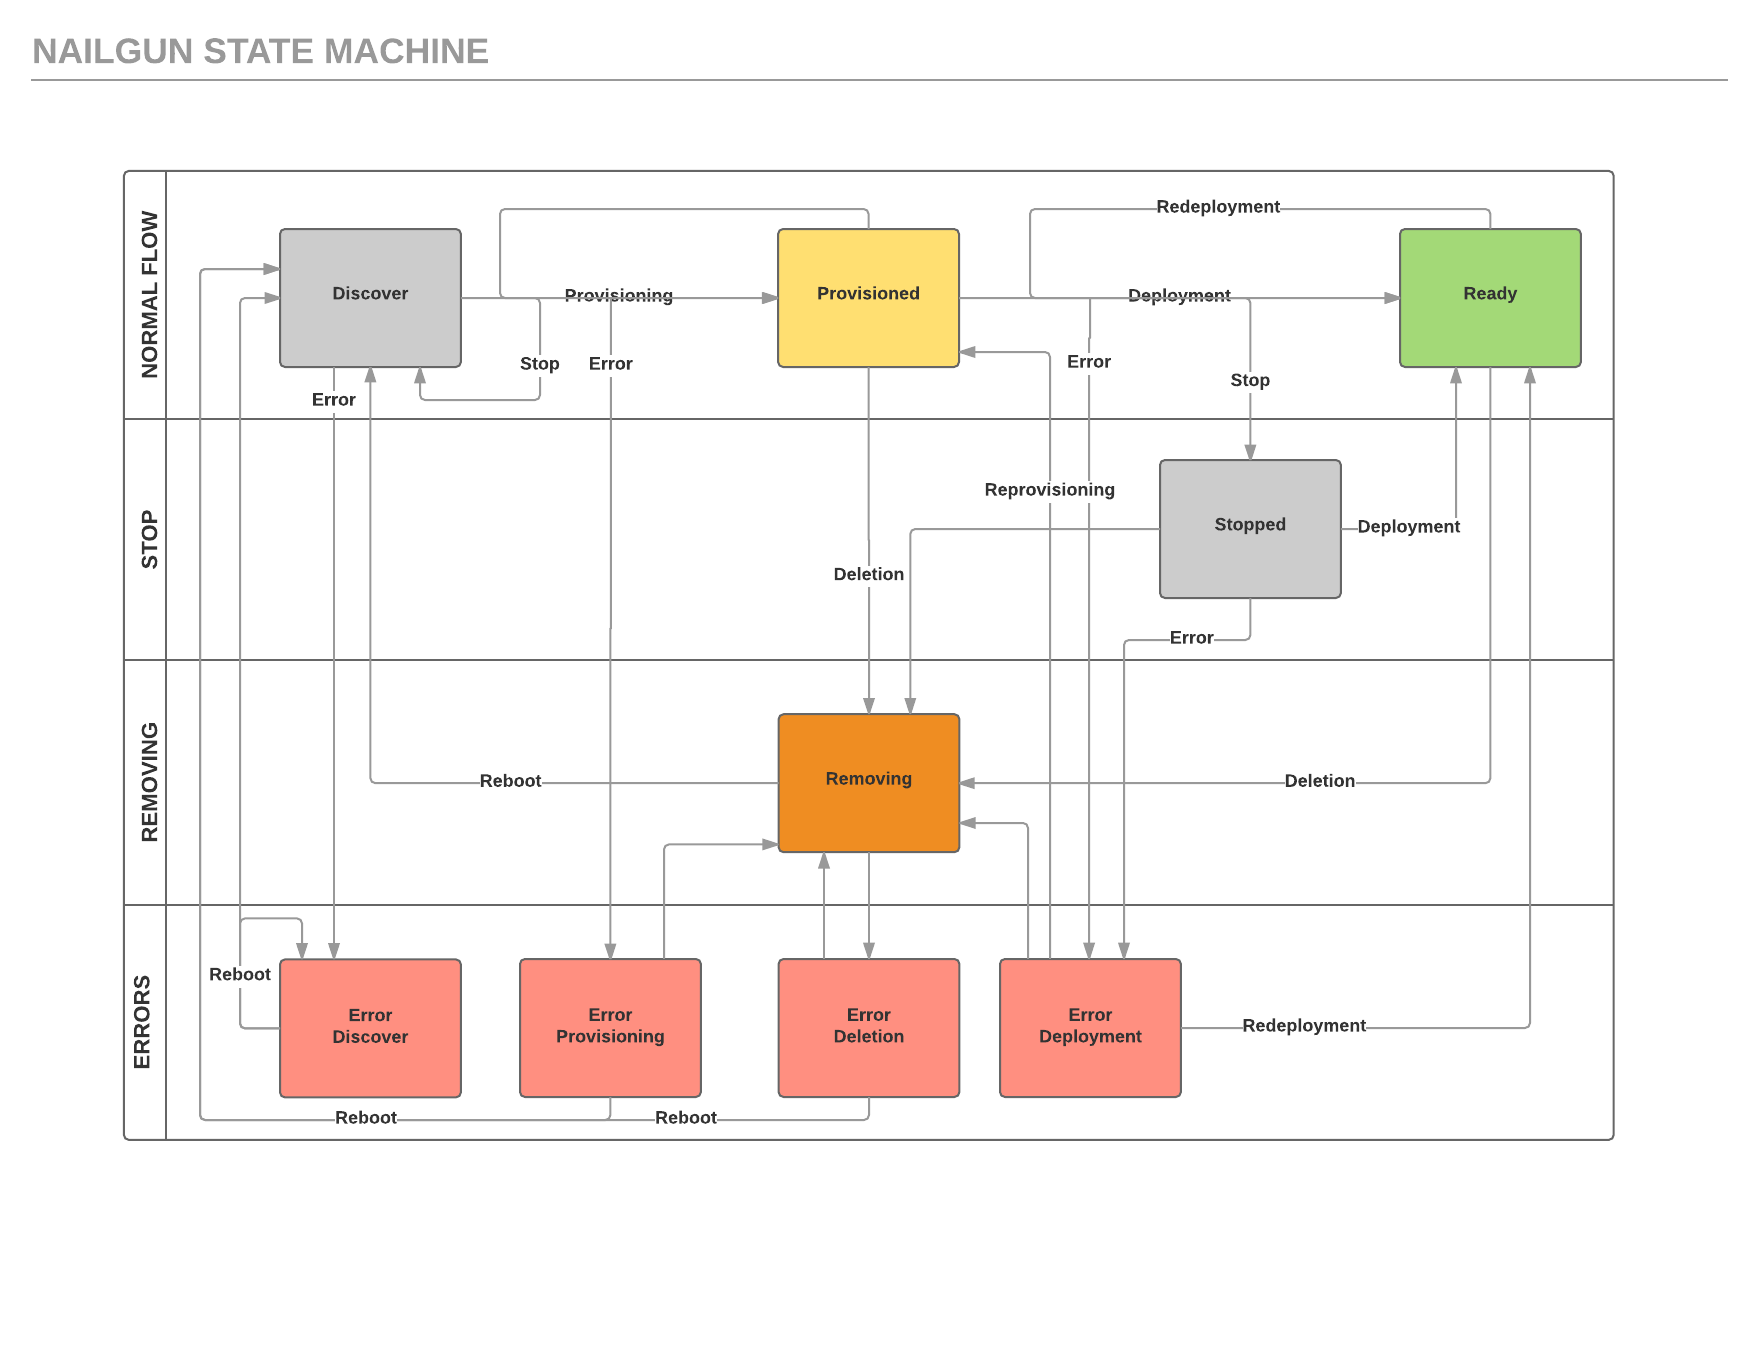 NAILGUN STATE MACHINE
NORMAL FLOW
Redeployment
Discover
Provisioning
Provisioned
Deployment
Ready
Stop
Error
Error
Stop
Error
STOP
Reprovisioning
Stopped
Deployment
Deletion
Error
REMOVING
Reboot
Removing
Deletion
ERRORS
Reboot
Error
Discover
Error
Provisioning
Error
Deletion
Error
Deployment
Redeployment
Reboot
Reboot